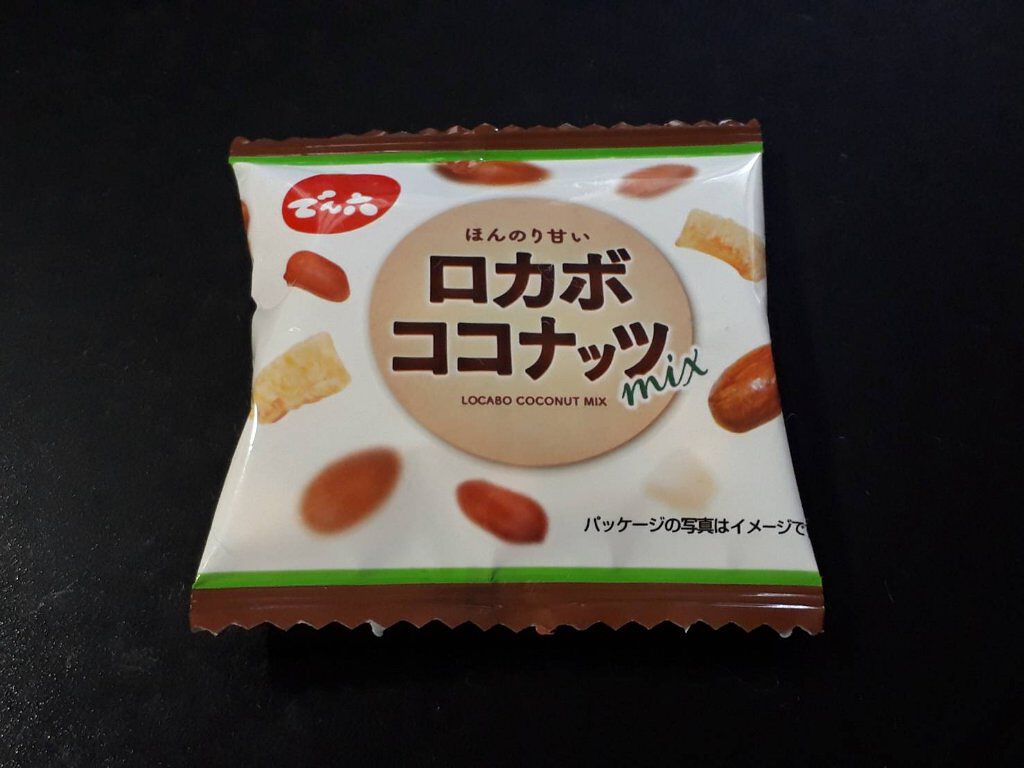 でん六
ほんのり甘い
ロカボ
ココナッツ
mix
LOCABO COCONUT MIX
パッケージの写真はイメージで